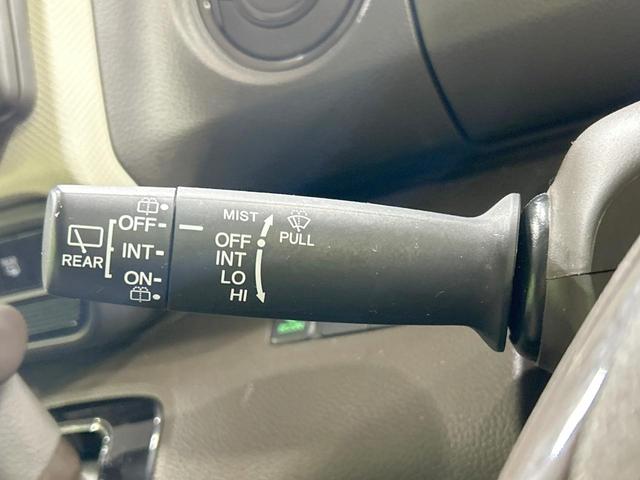 OFF
INT
ON
REAR
MIST
OFF
INT
LO
HI
PULL